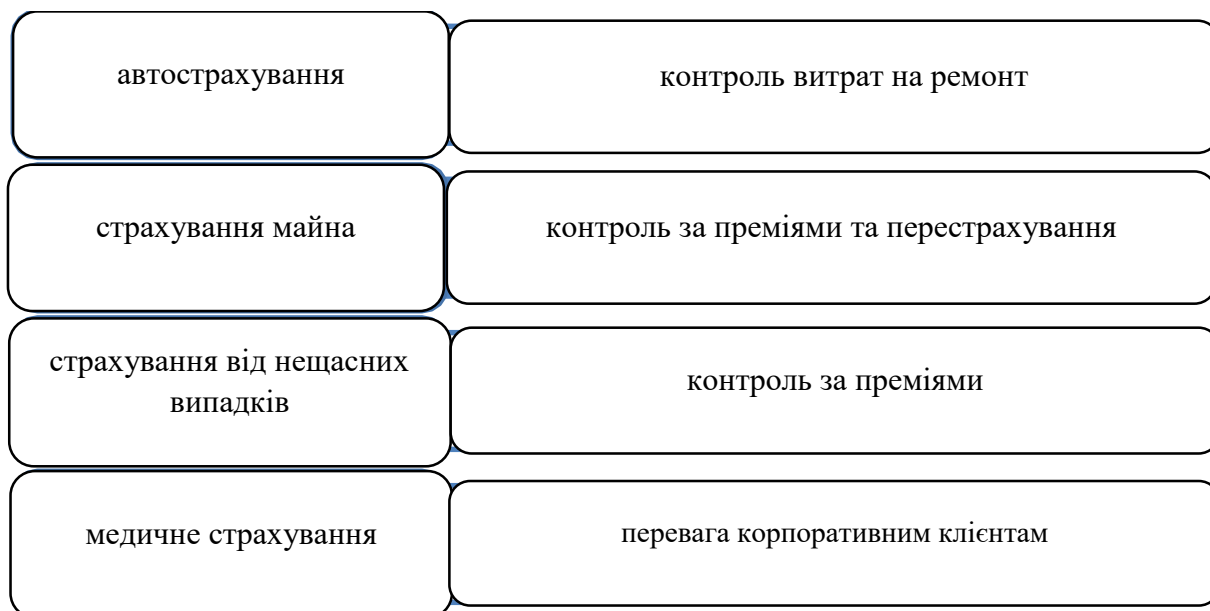 автострахування
контроль витрат на ремонт
страхування майна
контроль за преміями та перестрахування
страхування від нещасних
випадків
контроль за преміями
медичне страхування
перевага корпоративним клієнтам